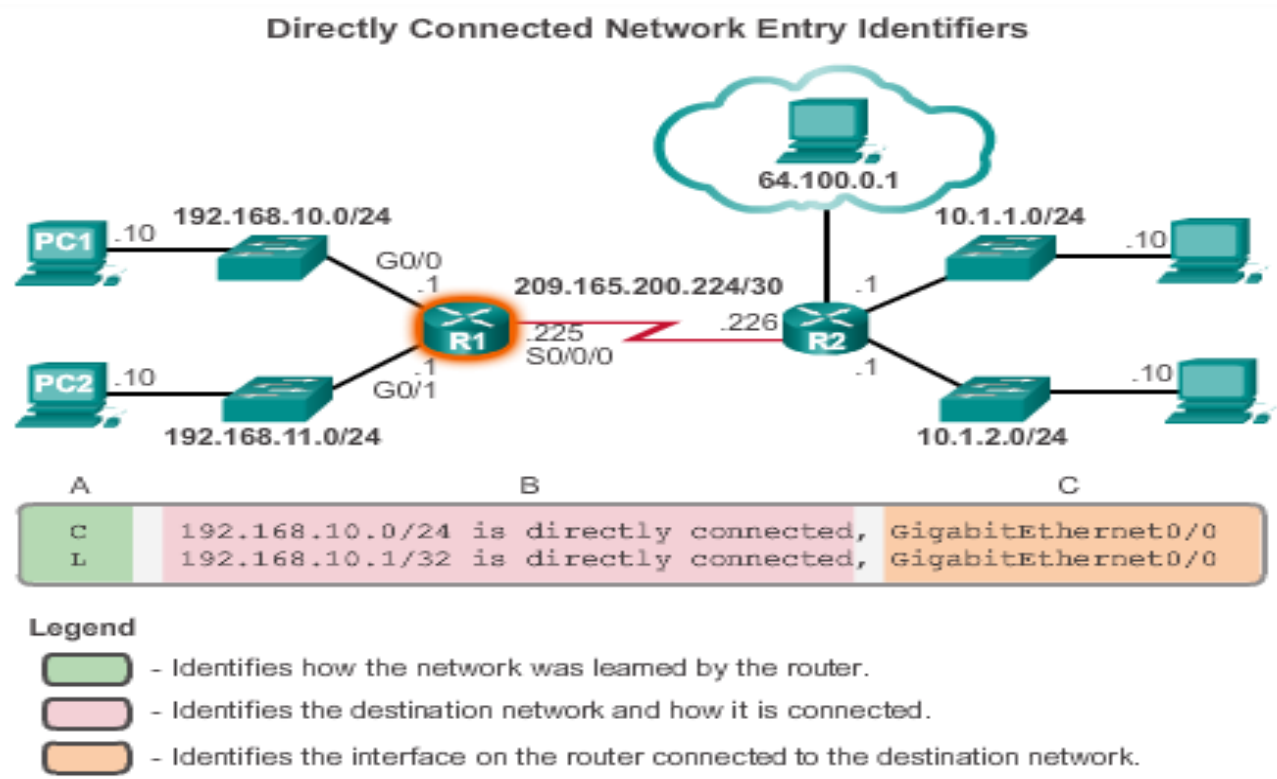 Directly Connected Network Entry Identifiers
64.100.0.1
192.168.10.0/24
10.1.1.0/24
PC1
.10
.10
G0/0
.1
209.165.200.224/30
.1
R1
.225
.226
R2
S0/0/0
PC2
.10
.1
G0/1
.1
.10
192.168.11.0/24
10.1.2.0/24
A B C
C 192.168.10.0/24 is directly connected, GigabitEthernet0/0
L 192.168.10.1/32 is directly connected, GigabitEthernet0/0
Legend
- Identifies how the network was learned by the router.
- Identifies the destination network and how it is connected.
- Identifies the interface on the router connected to the destination network.